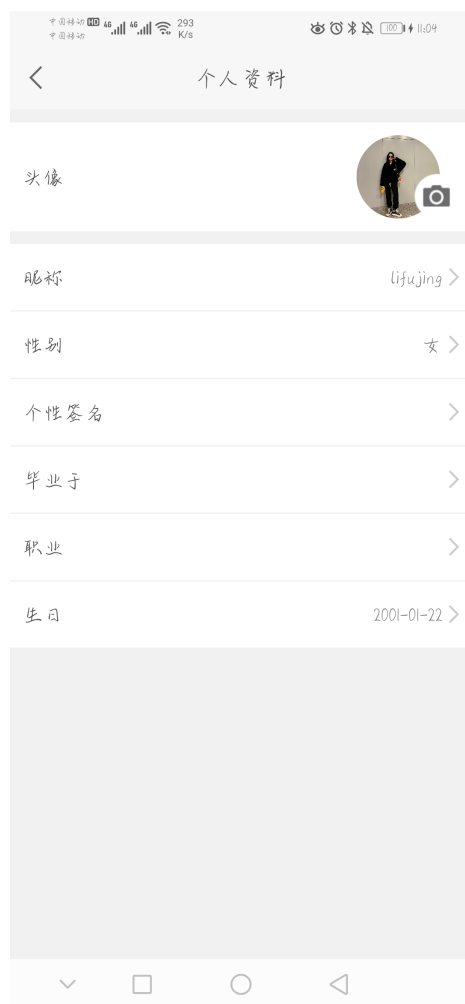 中国移动 HD 4G 4G 293 K/s 100 11:09
中国移动
个人资料
头像
昵称 lifujing
性别 女
个性签名
毕业于
职业
生日 2001-01-22